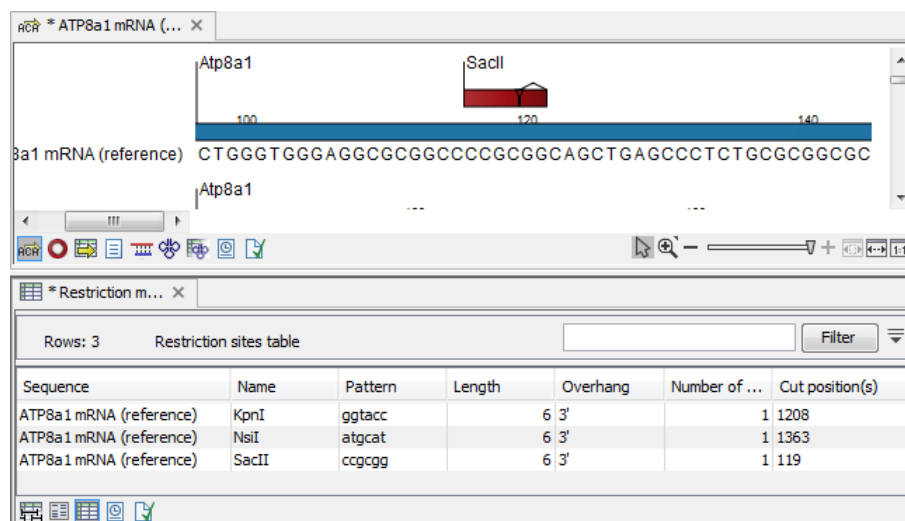 * ATP8a1 mRNA (...
Atp8a1 SacII
100 120 140
8a1 mRNA (reference) CTGGGTGGGAGGCGCGGCCCCGCGGCAGCTGAGCCCTCTGCGCGGCGC
Atp8a1
* Restriction m...
Rows: 3 Restriction sites table Filter
Sequence Name Pattern Length Overhang Number of ... Cut position(s)
ATP8a1 mRNA (reference) KpnI ggtacc 6 3' 1 1208
ATP8a1 mRNA (reference) NsiI atgcat 6 3' 1 1363
ATP8a1 mRNA (reference) SacII ccgcgg 6 3' 1 119